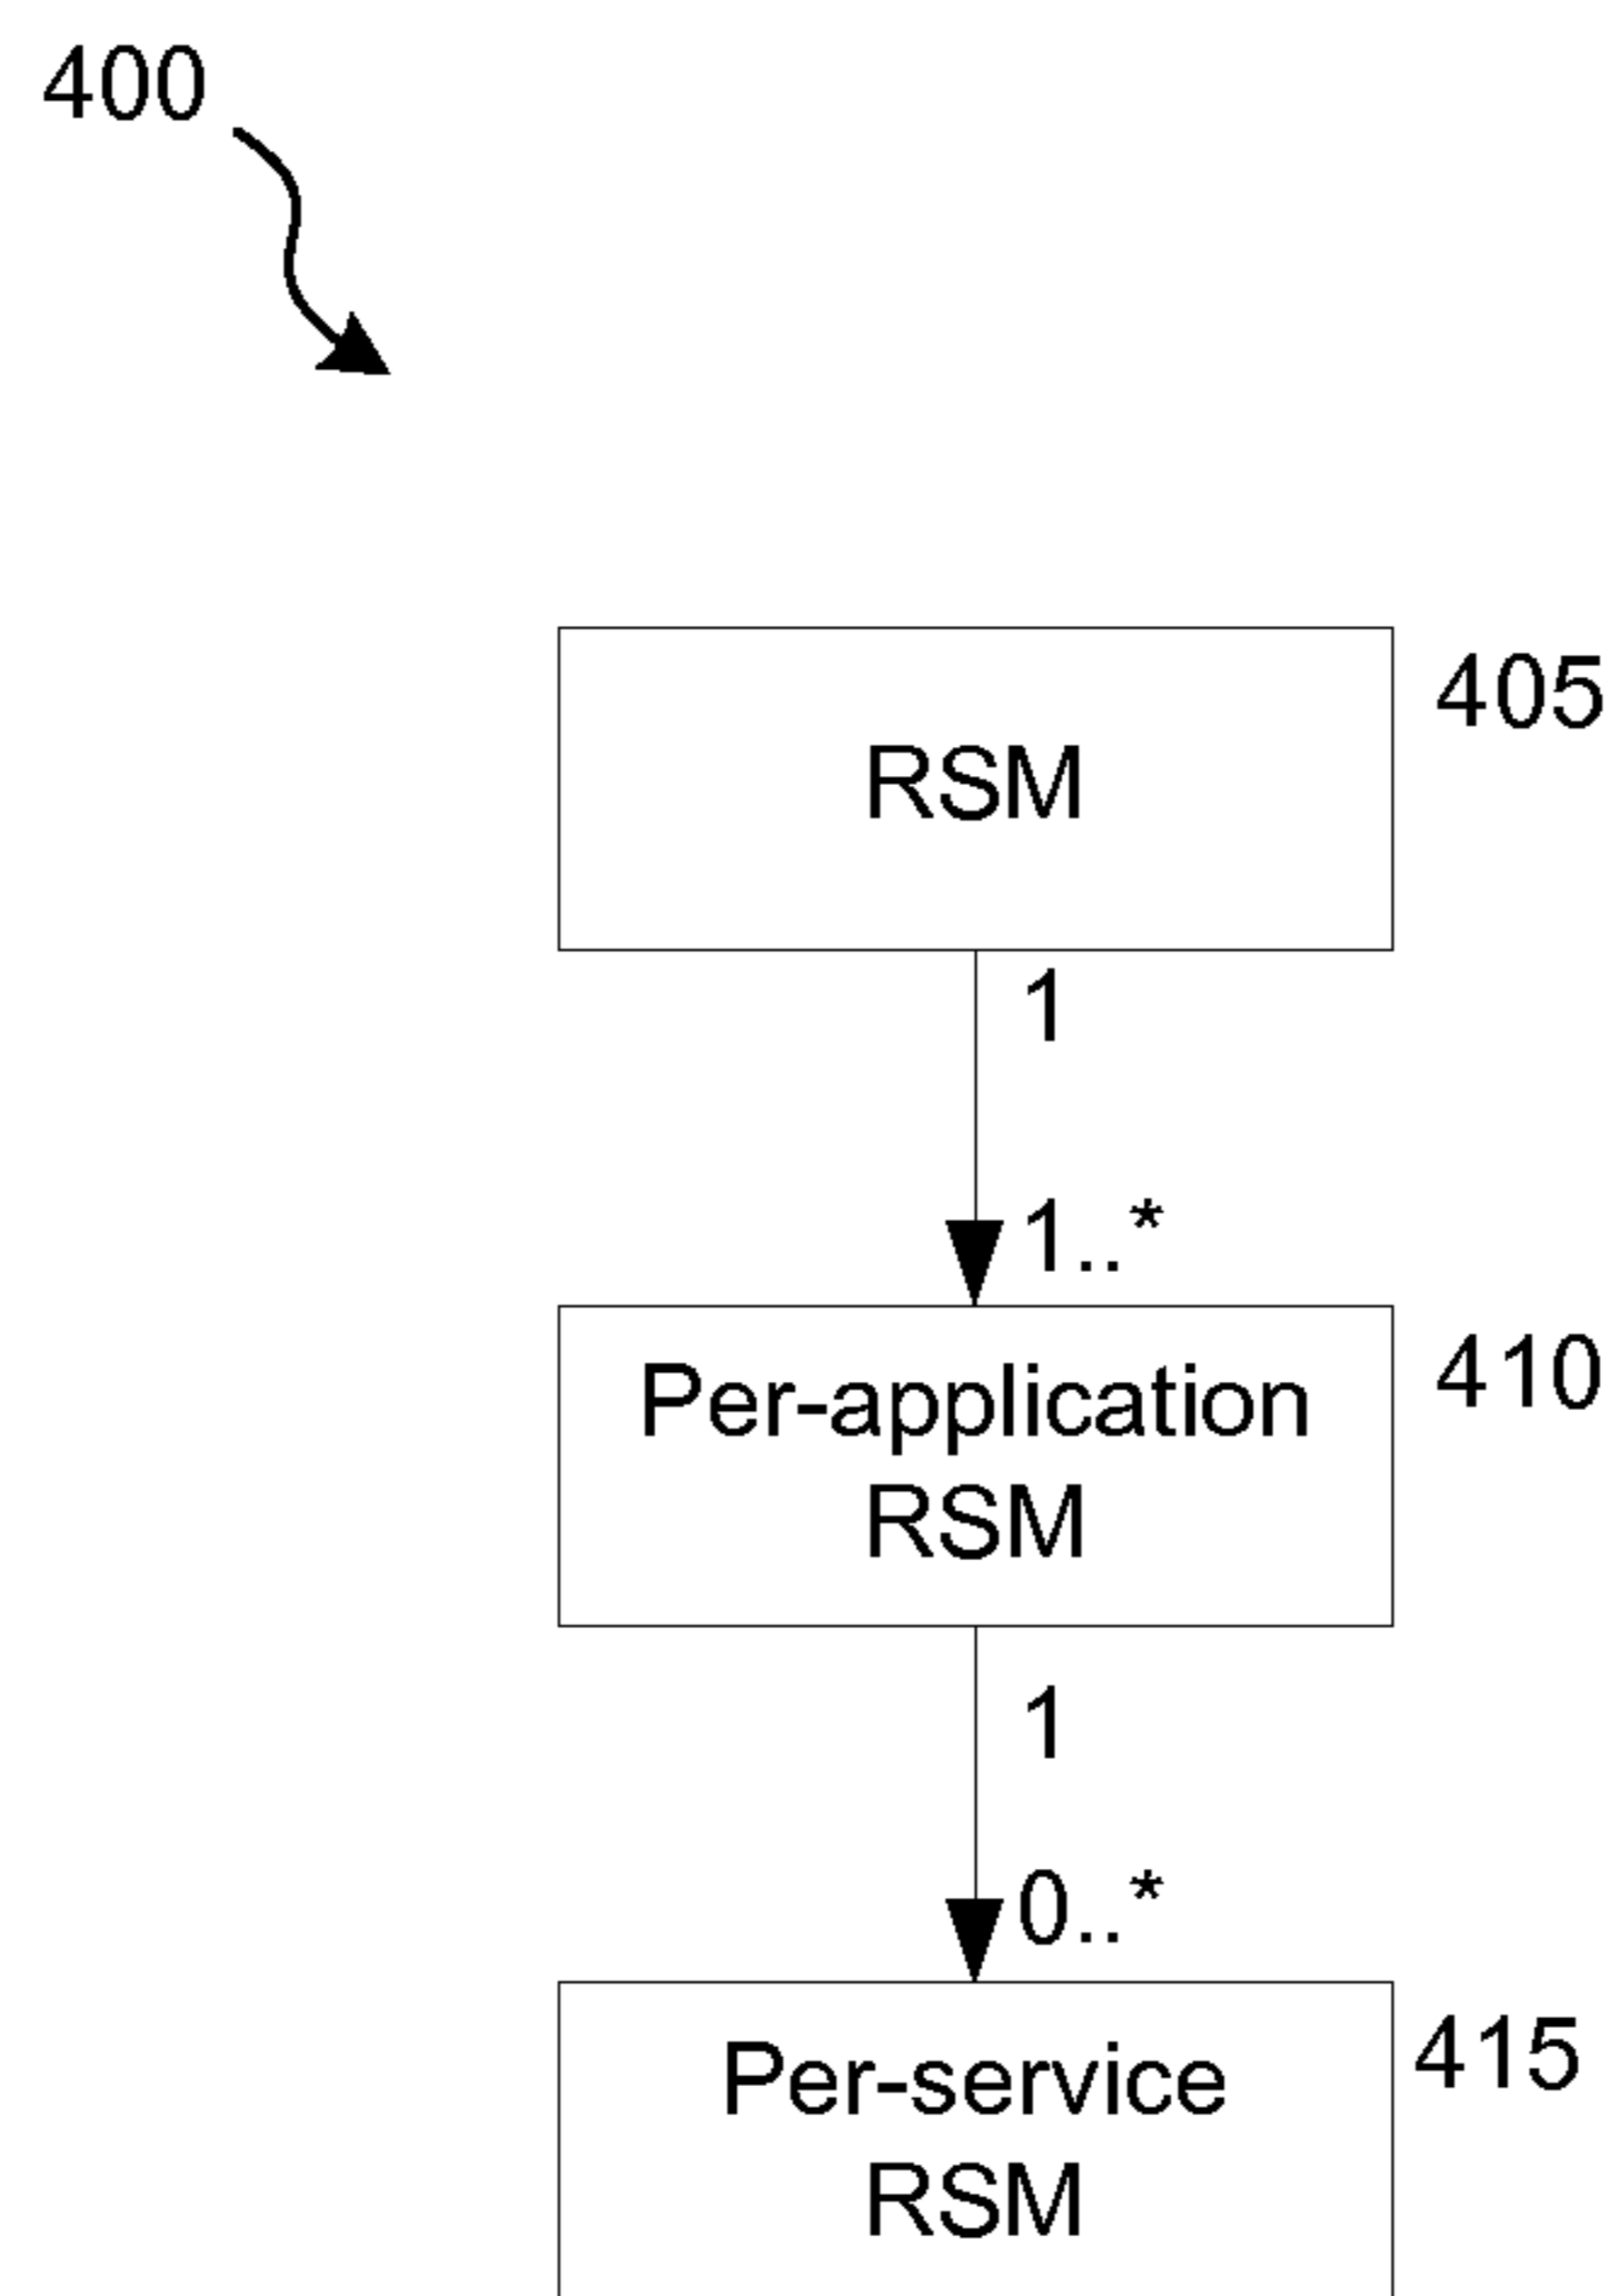 400
405
RSM
1
1..*
410
Per-application
RSM
1
0..*
415
Per-service
RSM